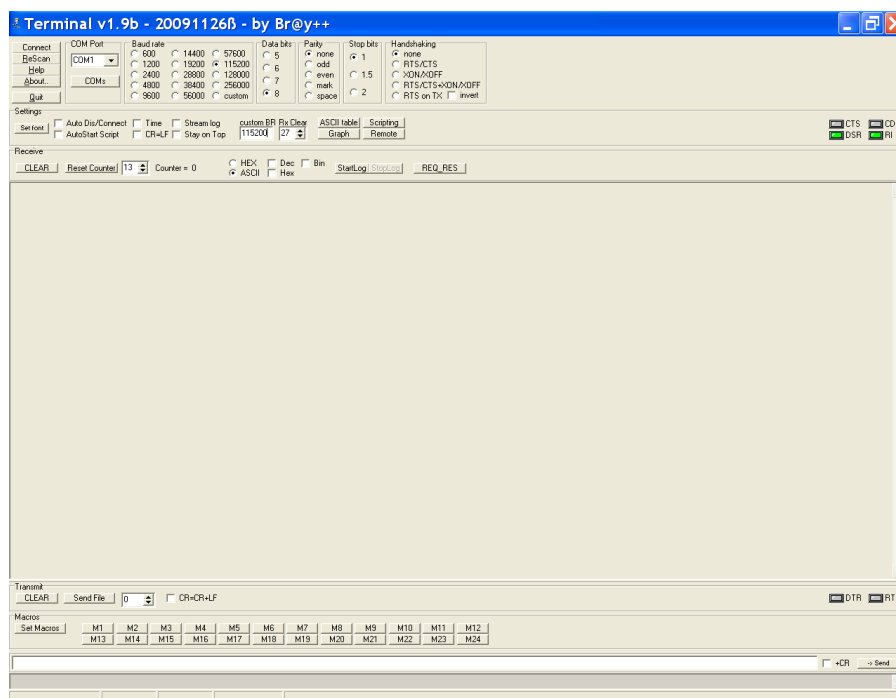 Terminal v1.9b - 20091126ß - by Br@y++
Connect
ReScan
Help
About..
Quit
COM Port
COM1
COMs
Baud rate
600 14400 57600
1200 19200 115200
2400 28800 128000
4800 38400 256000
9600 56000 custom
Data bits
5
6
7
8
Parity
none
odd
even
mark
space
Stop bits
1
1.5
2
Handshaking
none
RTS/CTS
XON/XOFF
RTS/CTS+XON/XOFF
RTS on TX invert
Settings
Set font
Auto Dis/Connect Time Stream log
AutoStart Script CR=LF Stay on Top
custom BR Rx Clear
115200 27
ASCII table Scripting
Graph Remote
CTS CD
DSR RI
Receive
CLEAR Reset Counter 13 Counter = 0
HEX Dec Bin
ASCII Hex
StartLog StopLog REQ_RES
Transmit
CLEAR Send File 0 CR=CR+LF
DTR RT
Macros
Set Macros
M1 M2 M3 M4 M5 M6 M7 M8 M9 M10 M11 M12
M13 M14 M15 M16 M17 M18 M19 M20 M21 M22 M23 M24
+CR -> Send